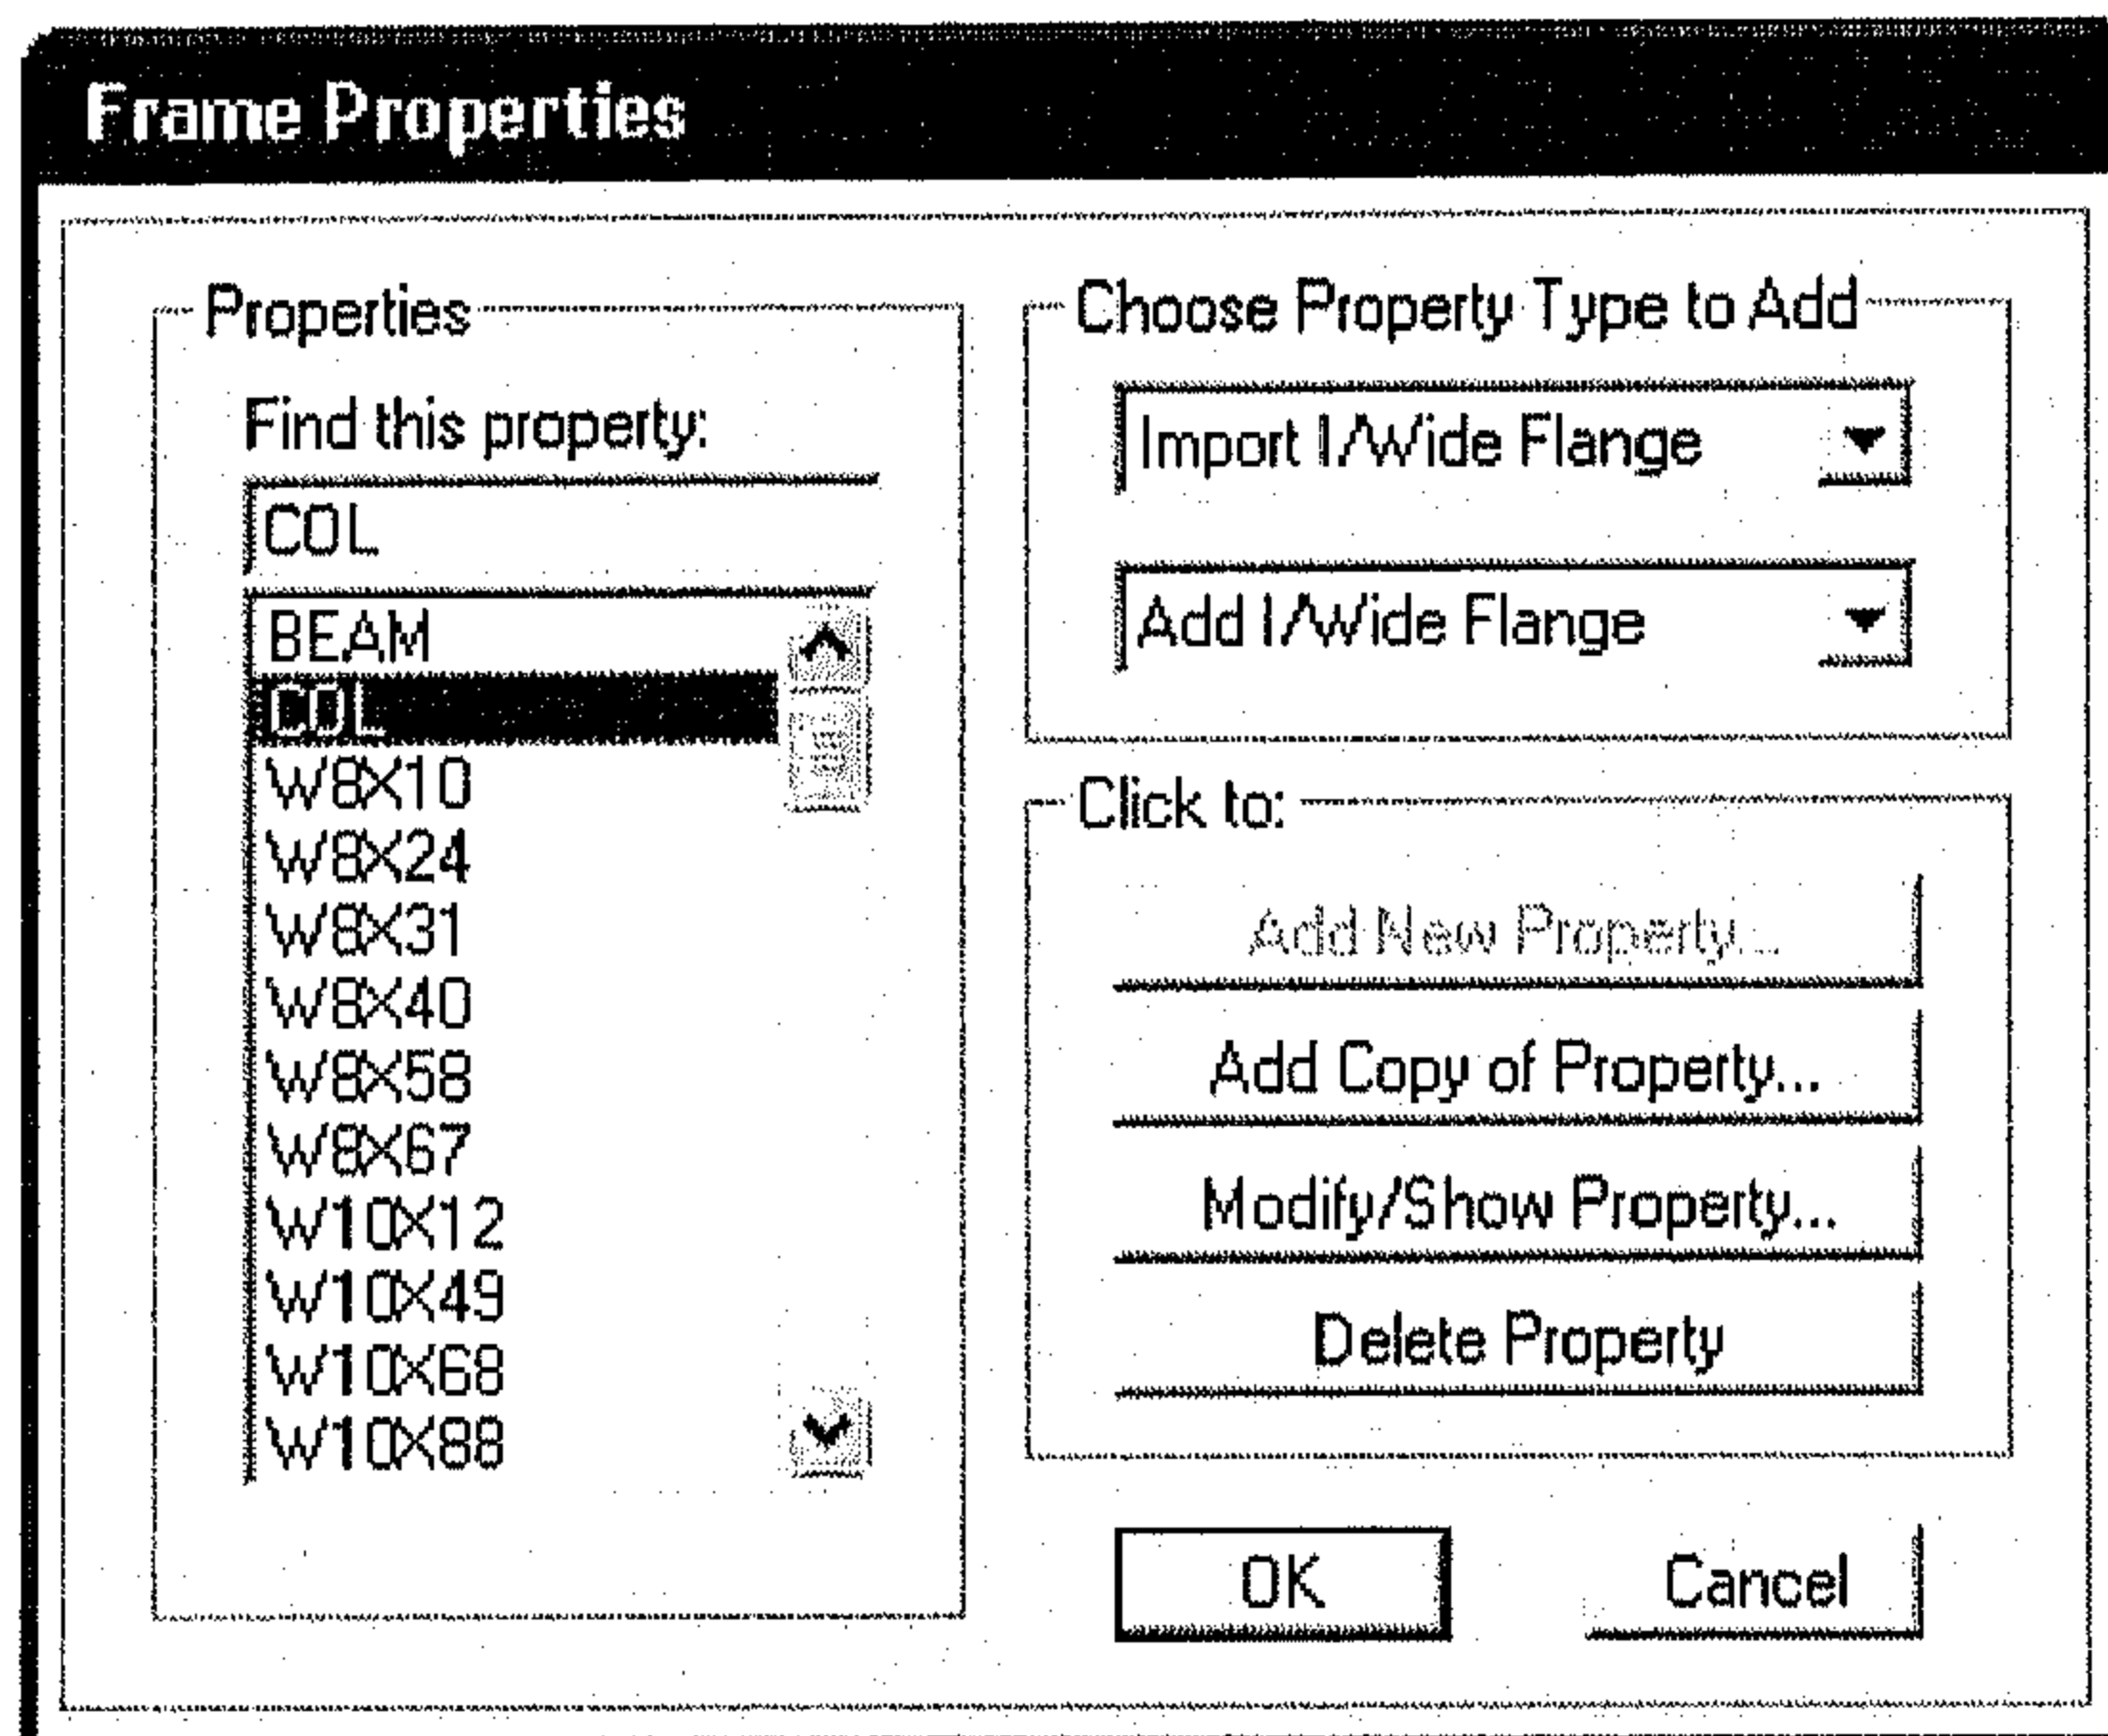 Frame Properties
Properties
Find this property:
COL
BEAM
COL
W8X10
W8X24
W8X31
W8X40
W8X58
W8X67
W10X12
W10X49
W10X68
W10X88
Choose Property Type to Add
Import I/Wide Flange
Add I/Wide Flange
Click to:
Add New Property...
Add Copy of Property...
Modify/Show Property...
Delete Property
OK
Cancel